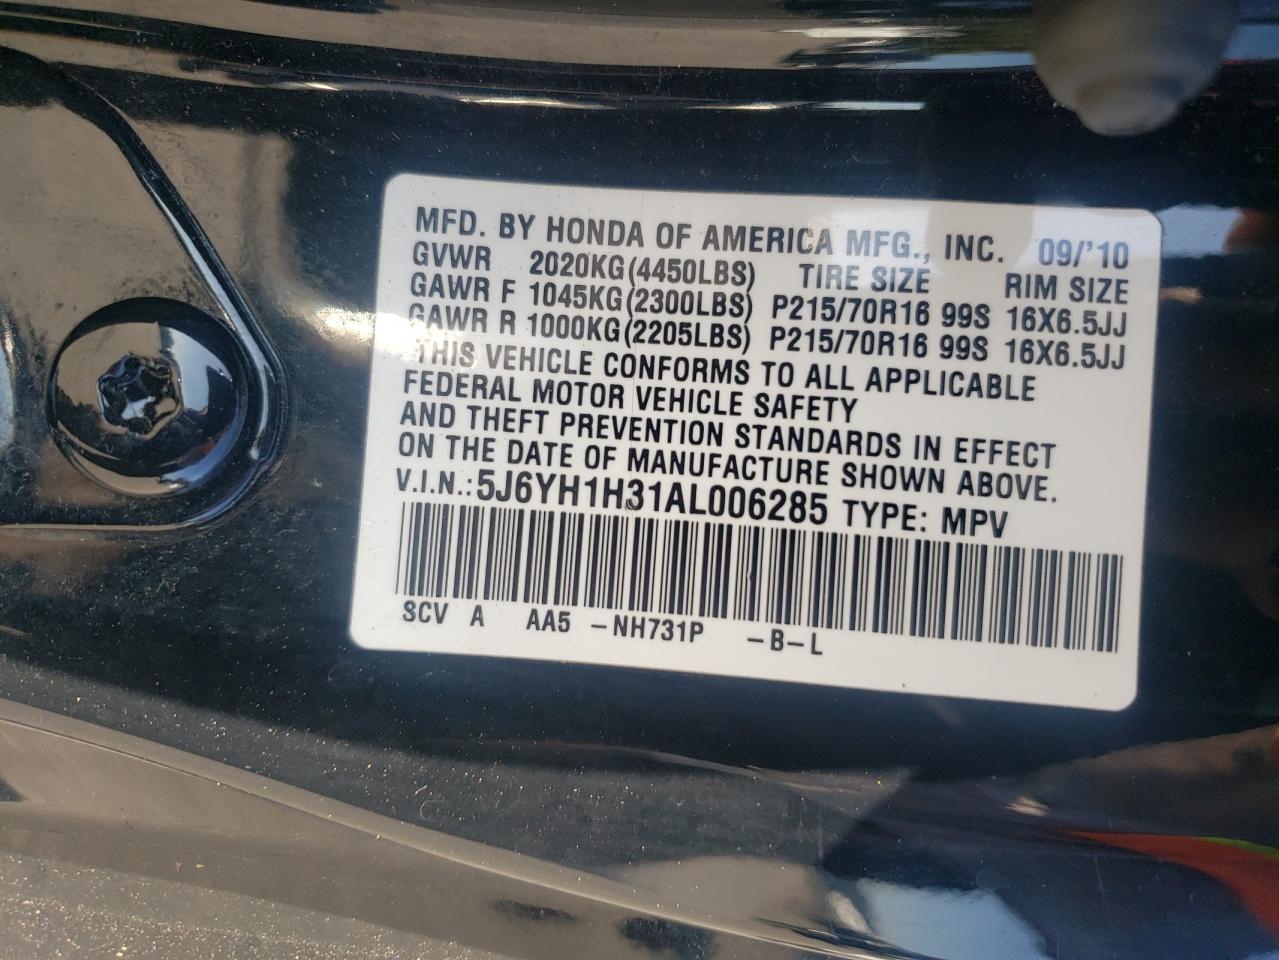 MFD. BY HONDA OF AMERICA MFG., INC. 09/'10
GVWR 2020KG(4450LBS) TIRE SIZE RIM SIZE
GAWR F 1045KG(2300LBS) P215/70R16 99S 16X6.5JJ
GAWR R 1000KG(2205LBS) P215/70R16 99S 16X6.5JJ
THIS VEHICLE CONFORMS TO ALL APPLICABLE
FEDERAL MOTOR VEHICLE SAFETY
AND THEFT PREVENTION STANDARDS IN EFFECT
ON THE DATE OF MANUFACTURE SHOWN ABOVE.
V.I.N.: 5J6YH1H31AL006285 TYPE: MPV
SCV A AA5 -NH731P -B-L